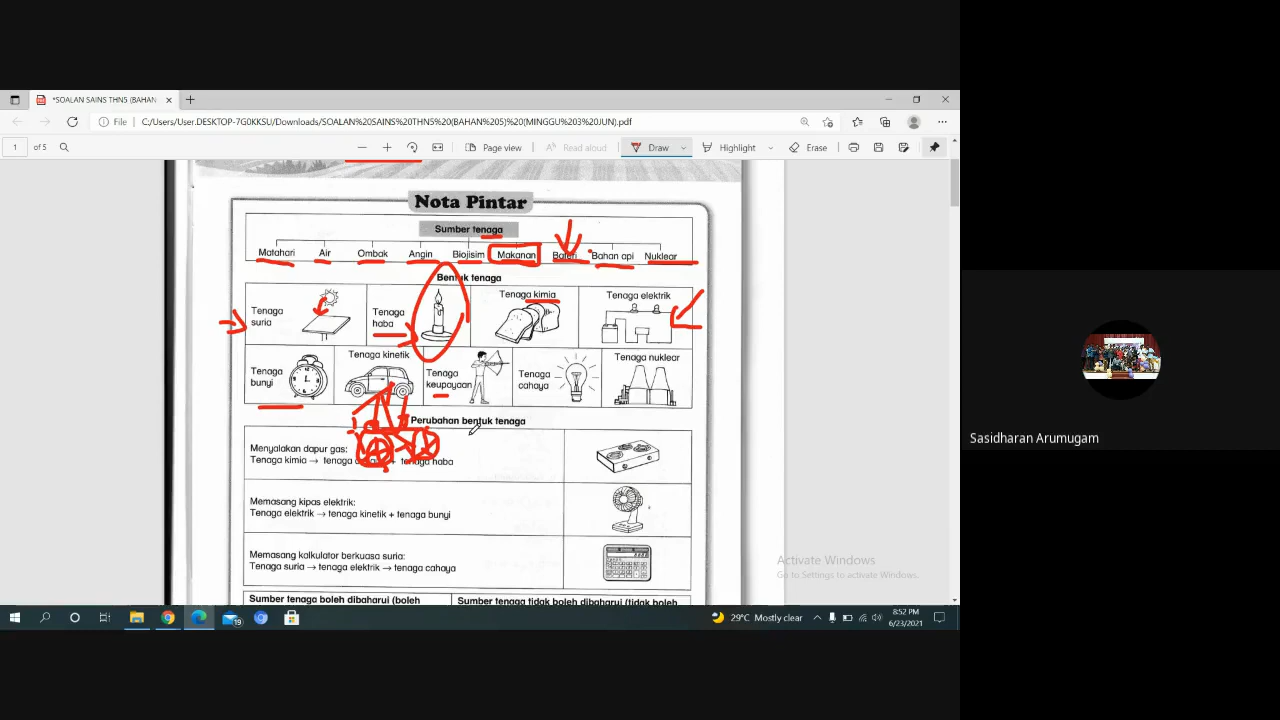 *SOALAN SAINS THN5 (BAHAN
File
C:/Users/User.DESKTOP-7G0KKSU/Downloads/SOALAN%20SAINS%20THN5%20(BAHAN%205)%20(MINGGU%203%20JUN).pdf
1 of 5
Page view
Read aloud
Draw
Highlight
Erase
Nota Pintar
Sumber tenaga
Matahari Air Ombak Angin Biojisim Makanan Bateri Bahan api Nuklear
Bentuk tenaga
Tenaga suria
Tenaga haba
Tenaga kimia
Tenaga elektrik
Tenaga bunyi
Tenaga kinetik
Tenaga keupayaan
Tenaga cahaya
Tenaga nuklear
Perubahan bentuk tenaga
Menyalakan dapur gas:
Tenaga kimia → tenaga + tenaga haba
Memasang kipas elektrik:
Tenaga elektrik → tenaga kinetik + tenaga bunyi
Memasang kalkulator berkuasa suria:
Tenaga suria → tenaga elektrik → tenaga cahaya
Sumber tenaga boleh dibaharui (boleh
Sumber tenaga tidak boleh dibaharui (tidak boleh
Activate Windows
Go to Settings to activate Windows.
19
29°C Mostly clear
8:52 PM
6/23/2021
Sasidharan Arumugam